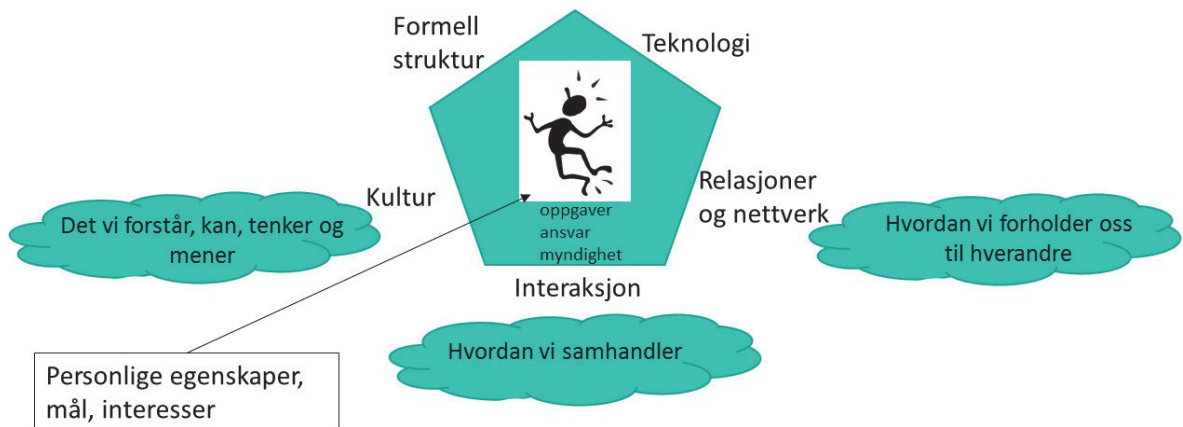 Formell
struktur
Teknologi
Kultur
Relasjoner
og nettverk
oppgaver
ansvar
myndighet
Interaksjon
Det vi forstår, kan, tenker og
mener
Hvordan vi forholder oss
til hverandre
Hvordan vi samhandler
Personlige egenskaper,
mål, interesser